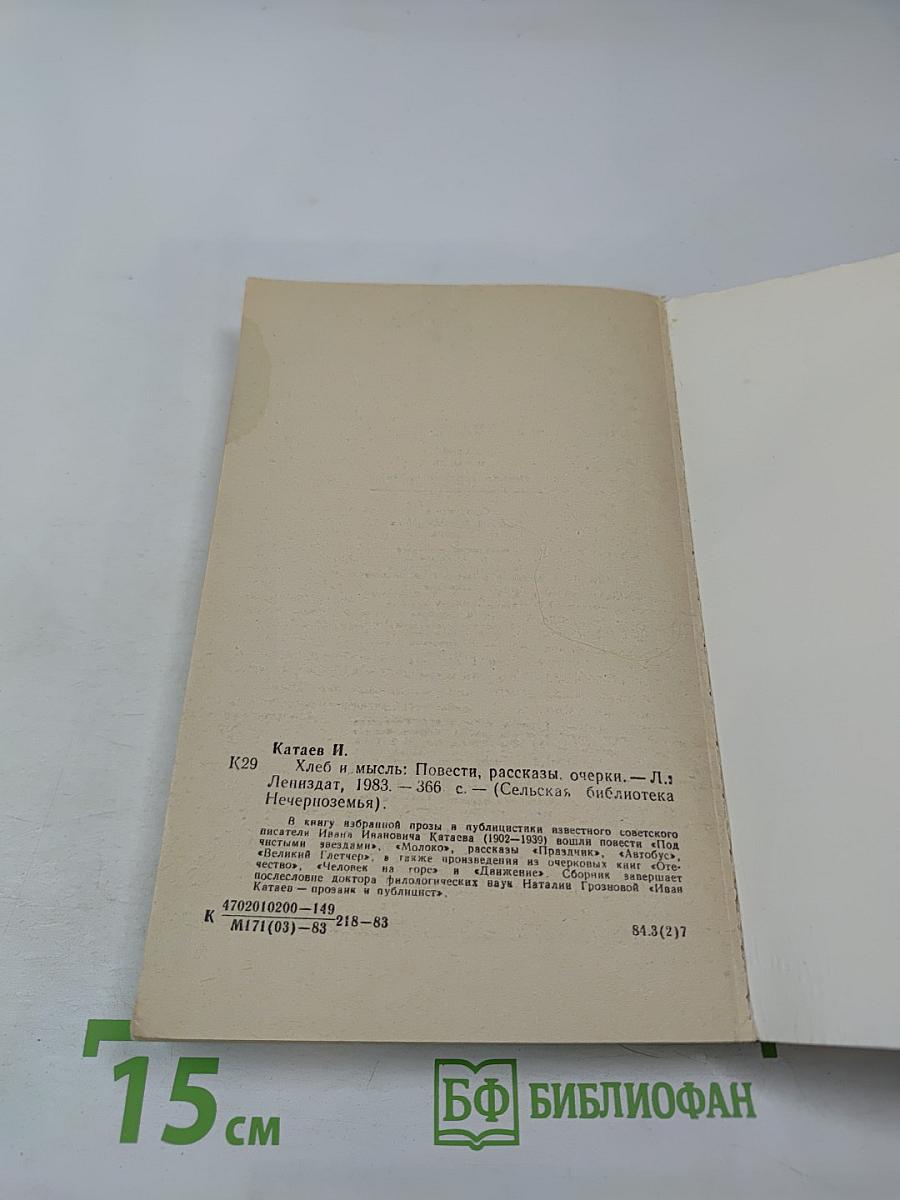 Катаев И.
К29
Хлеб и мысль: Повести, рассказы, очерки. — Л.:
Лениздат, 1983. — 366 с. — (Сельская библиотека
Нечерноземья).
В книгу избранной прозы и публицистики известного советского
писателя Ивана Ивановича Катаева (1902—1939) вошли повести «Под
чистыми звездами», «Молоко», рассказы «Праздчик», «Автобус»,
«Великий Глетчер», а также произведения из очерковых книг «Оте-
чество», «Человек на горе» и «Движение». Сборник завершает
послесловие доктора филологических наук Наталии Грозновой «Иван
Катаев — прозаик и публицист».
К 4702010200—149
М171(03)—83 218—83
84.3(2)7
15 см
БФ БИБЛИОФАН